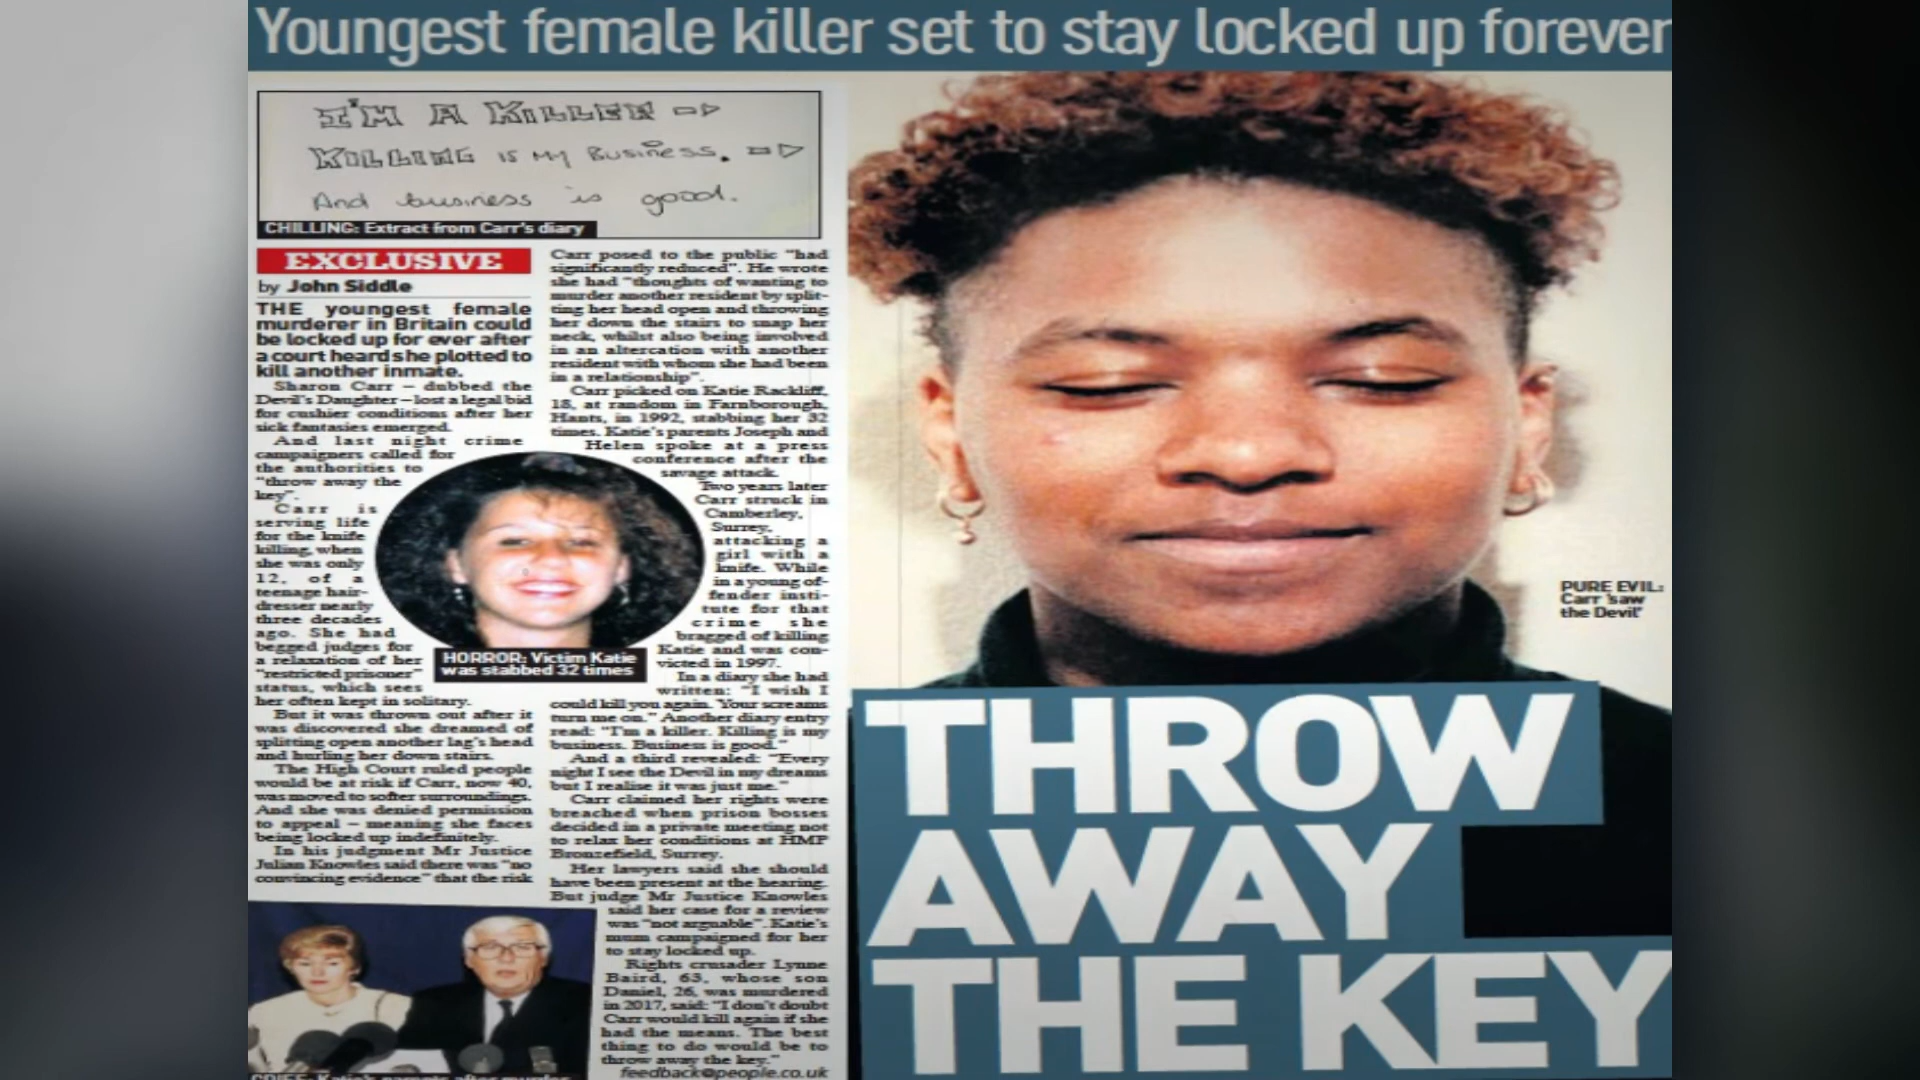 Youngest female killer set to stay locked up forever
I'M A KILLER
KILLING IS MY BUSINESS.
And business is good.
CHILLING: Extract from Carr's diary
EXCLUSIVE
by John Siddle
THE youngest female
murderer in Britain could
be locked up for ever after
a court heard she plotted to
kill another inmate.
Sharon Carr – dubbed the
Devil's Daughter – lost a legal bid
for cushier conditions after her
sick fantasies emerged.
And last night crime
campaigners called for
the authorities to
"throw away the
key".
Carr is
serving life
for the knife
killing, when
she was only
12, of a
teenage hair-
dresser nearly
three decades
ago. She had
begged judges for
a relaxation of her
"restricted prisoner"
status, which sees
her often kept in solitary.
But it was thrown out after it
was discovered she dreamed of
splitting open another lag's head
and hurling her down stairs.
The High Court ruled people
would be at risk if Carr, now 40,
was moved to softer surroundings.
And she was denied permission
to appeal – meaning she faces
being locked up indefinitely.
In his judgment Mr Justice
Julian Knowles said there was "no
convincing evidence" that the risk
Carr posed to the public "had
significantly reduced". He wrote
she had "thoughts of wanting to
murder another resident by split-
ting her head open and throwing
her down the stairs to snap her
neck, whilst also being involved
in an altercation with another
resident with whom she had been
in a relationship".
Carr picked on Katie Rackliff,
18, at random in Farnborough,
Hants, in 1992, stabbing her 32
times. Katie's parents Joseph and
Helen spoke at a press
conference after the
savage attack.
Two years later
Carr struck in
Camberley,
Surrey,
attacking a
girl with a
knife. While
in a young of-
fender insti-
tute for that
crime she
bragged of killing
Katie and was con-
victed in 1997.
In a diary she had
written: "I wish I
could kill you again. Your screams
turn me on." Another diary entry
read: "I'm a killer. Killing is my
business. Business is good."
And a third revealed: "Every
night I see the Devil in my dreams
but I realise it was just me."
Carr claimed her rights were
breached when prison bosses
decided in a private meeting not
to relax her conditions at HMP
Bronzefield, Surrey.
Her lawyers said she should
have been present at the hearing.
But judge Mr Justice Knowles
said her case for a review
was "not arguable". Katie's
mum campaigned for her
to stay locked up.
Rights crusader Lynne
Baird, 63, whose son
Daniel, 26, was murdered
in 2017, said: "I don't doubt
Carr would kill again if she
had the means. The best
thing to do would be to
throw away the key."
feedback@people.co.uk
HORROR: Victim Katie
was stabbed 32 times
GRIEF: Katie's parents after murder
PURE EVIL:
Carr 'saw
the Devil'
THROW
AWAY
THE KEY